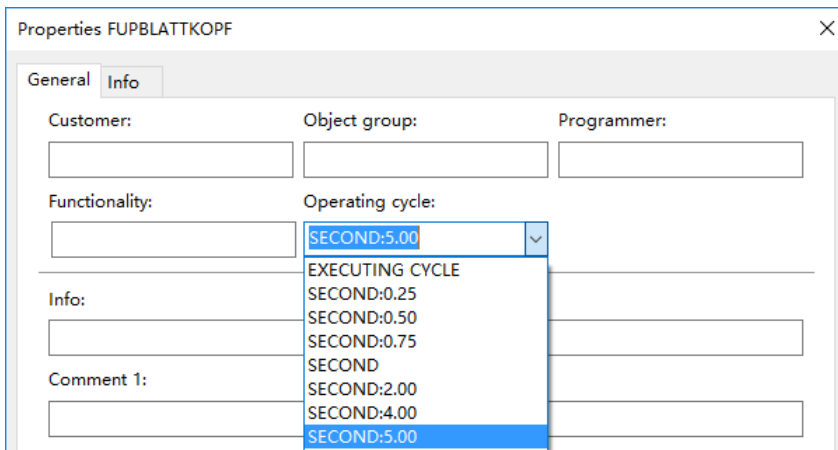 Properties FUPBLATTKOPF
General Info
Customer: Object group: Programmer:
Functionality: Operating cycle:
SECOND:5.00
EXECUTING CYCLE
SECOND:0.25
Info:
SECOND:0.50
SECOND:0.75
SECOND
Comment 1:
SECOND:2.00
SECOND:4.00
SECOND:5.00